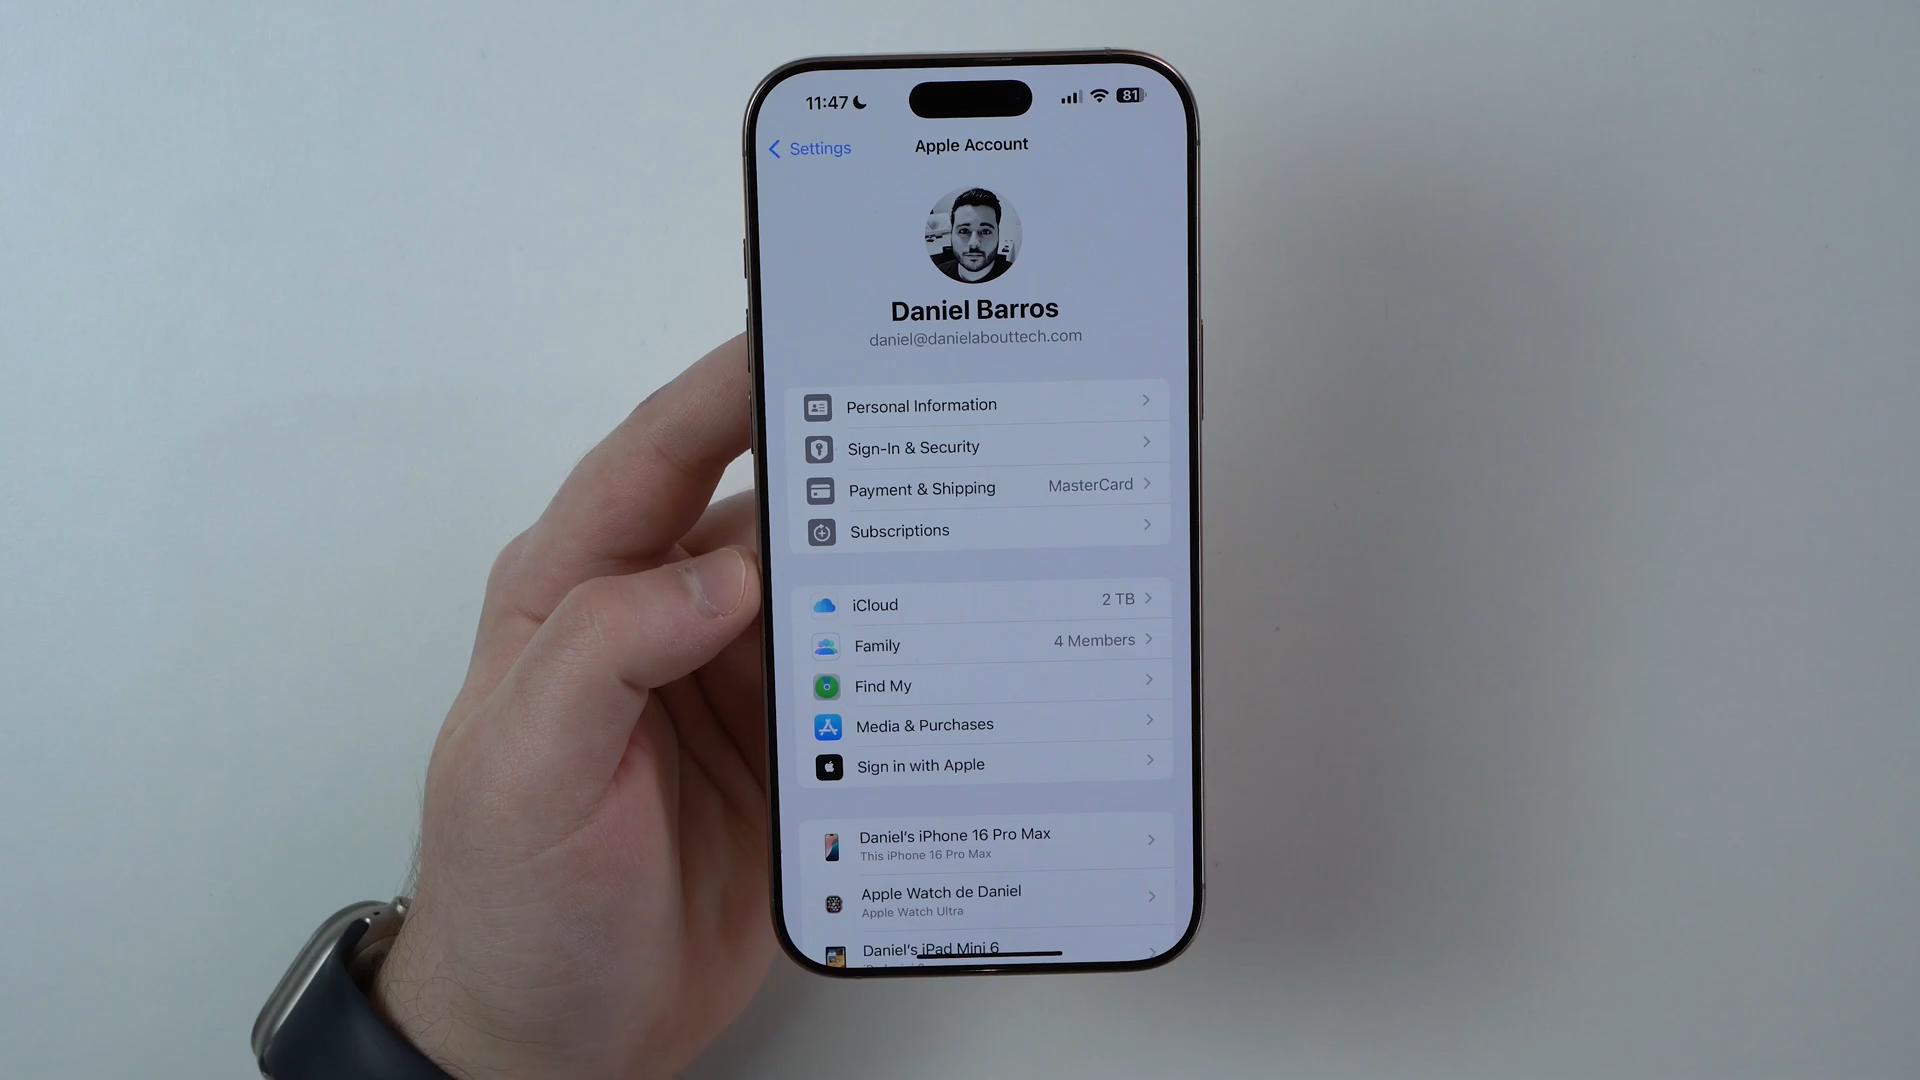 11:47
81
Settings
Apple Account
Daniel Barros
daniel@danielabouttech.com
Personal Information
Sign-In & Security
Payment & Shipping MasterCard
Subscriptions
iCloud 2 TB
Family 4 Members
Find My
Media & Purchases
Sign in with Apple
Daniel's iPhone 16 Pro Max
This iPhone 16 Pro Max
Apple Watch de Daniel
Apple Watch Ultra
Daniel's iPad Mini 6